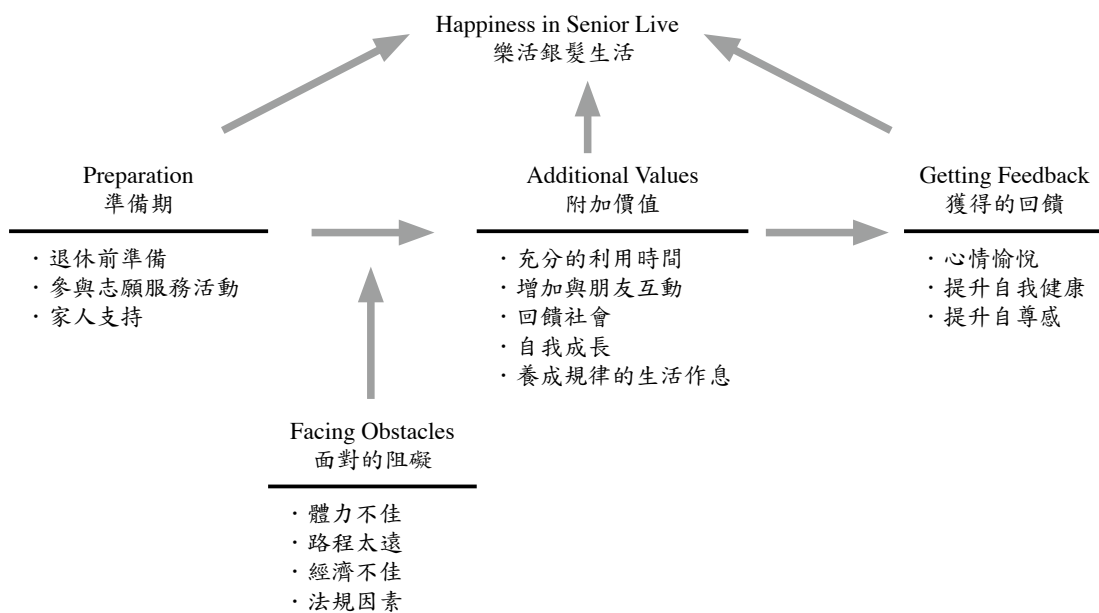 Happiness in Senior Live
樂活銀髮生活
Preparation
準備期
·退休前準備
·參與志願服務活動
·家人支持
Additional Values
附加價值
·充分的利用時間
·增加與朋友互動
·回饋社會
·自我成長
·養成規律的生活作息
Getting Feedback
獲得的回饋
·心情愉悅
·提升自我健康
·提升自尊感
Facing Obstacles
面對的阻礙
·體力不佳
·路程太遠
·經濟不佳
·法規因素